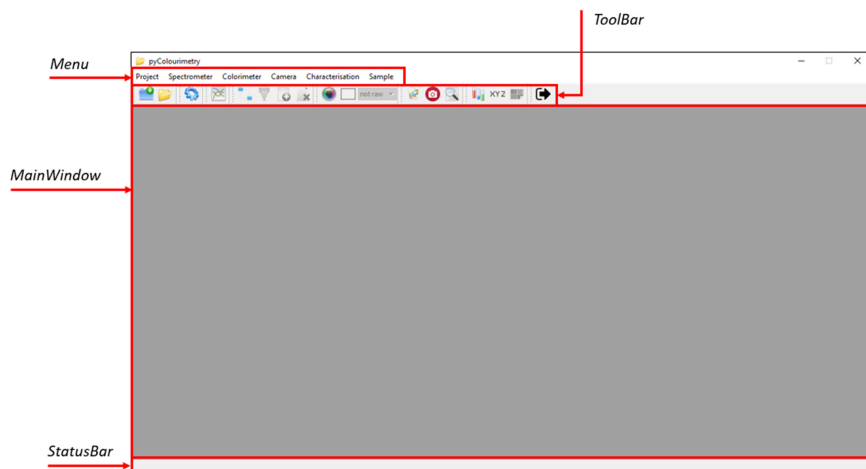 ToolBar
pyColourimetry
Menu
Project Spectrometer Colorimeter Camera Characterisation Sample
not raw
XYZ
MainWindow
StatusBar